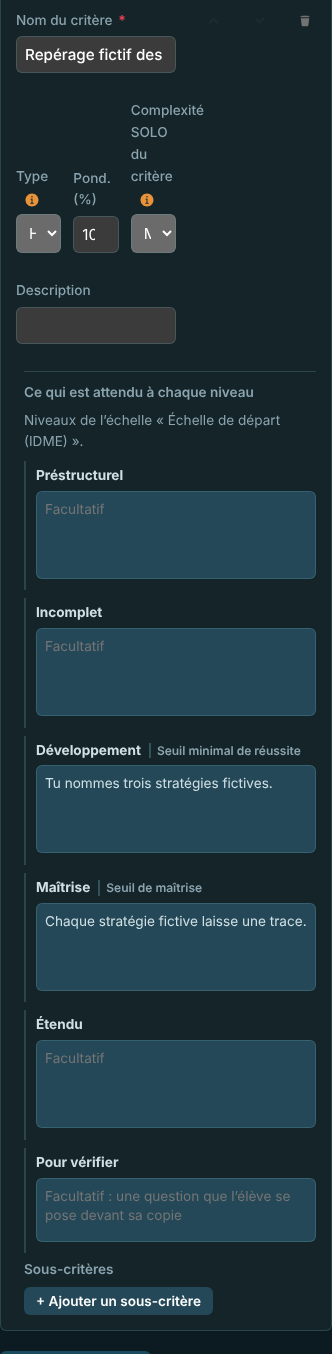 Nom du critère *
Repérage fictif des
Complexité
SOLO
du
critère
Type
Pond.
(%)
Description
Ce qui est attendu à chaque niveau
Niveaux de l’échelle « Échelle de départ
(IDME) ».
Préstructurel
Facultatif
Incomplet
Facultatif
Développement | Seuil minimal de réussite
Tu nommes trois stratégies fictives.
Maîtrise | Seuil de maîtrise
Chaque stratégie fictive laisse une trace.
Étendu
Facultatif
Pour vérifier
Facultatif : une question que l’élève se
pose devant sa copie
Sous-critères
+ Ajouter un sous-critère